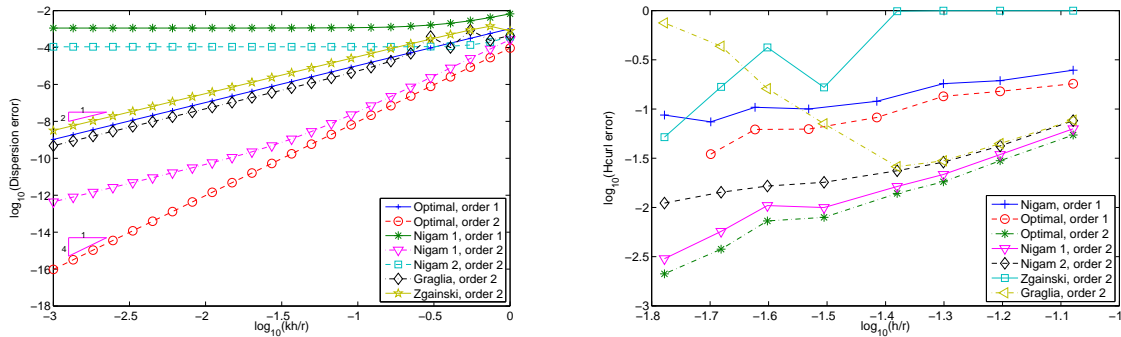 −2
−4
−6
−8
−10
−12
−14
−16
−18
log10(Dispersion error)
1
2
1
4
Optimal, order 1
Optimal, order 2
Nigam 1, order 1
Nigam 1, order 2
Nigam 2, order 2
Graglia, order 2
Zgainski, order 2
−3 −2.5 −2 −1.5 −1 −0.5 0
log10(kh/r)
0
−0.5
−1
−1.5
−2
−2.5
−3
log10(Hcurl error)
Nigam, order 1
Optimal, order 1
Optimal, order 2
Nigam 1, order 2
Nigam 2, order 2
Zgainski, order 2
Graglia, order 2
−1.8 −1.7 −1.6 −1.5 −1.4 −1.3 −1.2 −1.1 −1
log10(h/r)